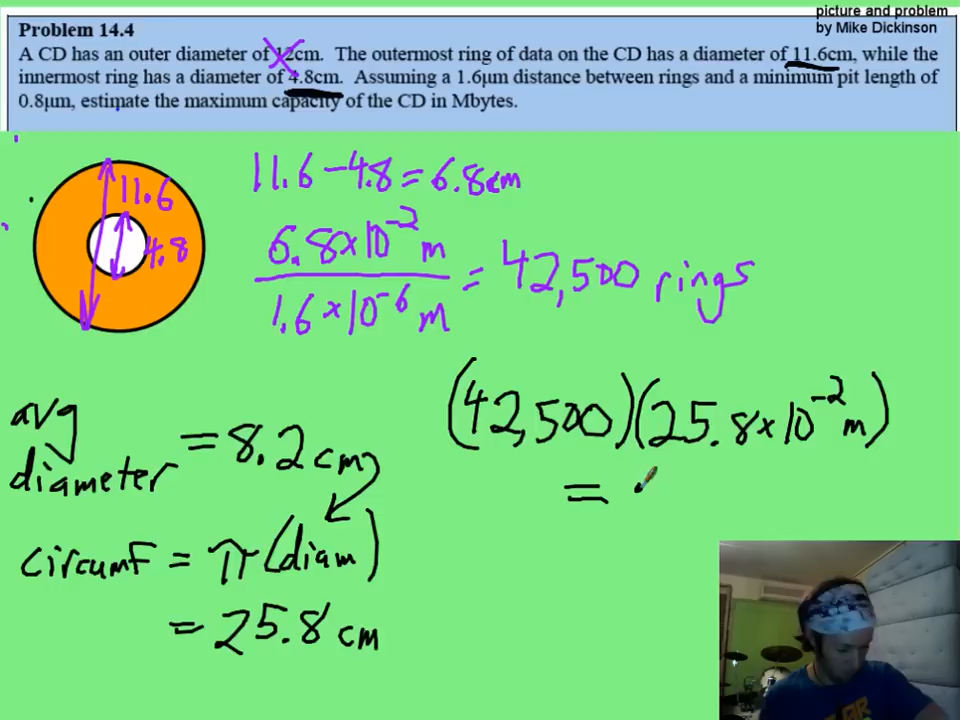 picture and problem
by Mike Dickinson
Problem 14.4
A CD has an outer diameter of 12cm. The outermost ring of data on the CD has a diameter of 11.6cm, while the
innermost ring has a diameter of 4.8cm. Assuming a 1.6µm distance between rings and a minimum pit length of
0.8µm, estimate the maximum capacity of the CD in Mbytes.
11.6
4.8
11.6 - 4.8 = 6.8cm
6.8×10^-2 m
1.6×10^-6 m
= 42,500 rings
avg
diameter = 8.2 cm
circumf = π(diam)
= 25.8 cm
(42,500)(25.8×10^-2 m)
=